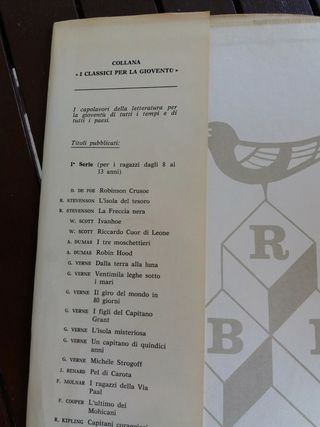 COLLANA
« I CLASSICI PER LA GIOVENTÙ »
I capolavori della letteratura per
la gioventù di tutti i tempi e di
tutti i paesi.
Titoli pubblicati:
Iª Serie (per i ragazzi dagli 8 ai
13 anni)
D. DE FOE Robinson Crusoe
R. STEVENSON L'isola del tesoro
R. STEVENSON La Freccia nera
W. SCOTT Ivanhoe
W. SCOTT Riccardo Cuor di Leone
A. DUMAS I tre moschettieri
A. DUMAS Robin Hood
G. VERNE Dalla terra alla luna
G. VERNE Ventimila leghe sotto
i mari
G. VERNE Il giro del mondo in
80 giorni
G. VERNE I figli del Capitano
Grant
G. VERNE L'isola misteriosa
G. VERNE Un capitano di quindici
anni
G. VERNE Michele Strogoff
J. RENARD Pel di Carota
F. MOLNAR I ragazzi della Via
Paal
F. COOPER L'ultimo dei
Mohicani
R. KIPLING Capitani
R
B